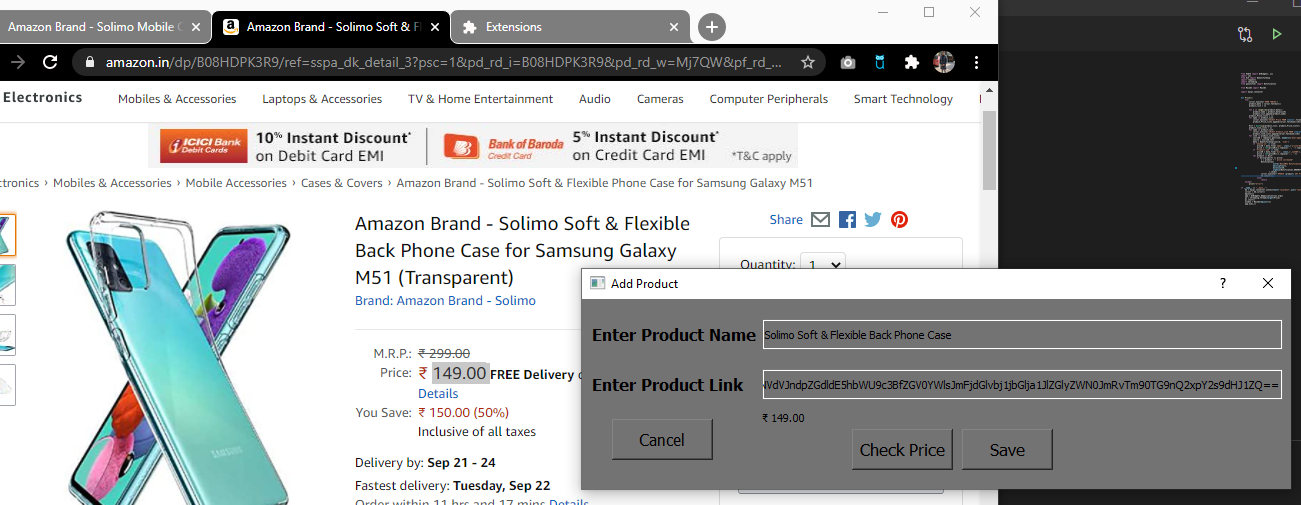 Amazon Brand - Solimo Mobile C
Amazon Brand - Solimo Soft & F
Extensions
amazon.in/dp/B08HDPK3R9/ref=sspa_dk_detail_3?psc=1&pd_rd_i=B08HDPK3R9&pd_rd_w=Mj7QW&pf_rd_...
Electronics Mobiles & Accessories Laptops & Accessories TV & Home Entertainment Audio Cameras Computer Peripherals Smart Technology
ICICI Bank
Debit Cards
10% Instant Discount*
on Debit Card EMI
Bank of Baroda
Credit Card
5% Instant Discount*
on Credit Card EMI
*T&C apply
ctronics › Mobiles & Accessories › Mobile Accessories › Cases & Covers › Amazon Brand - Solimo Soft & Flexible Phone Case for Samsung Galaxy M51
Amazon Brand - Solimo Soft & Flexible
Back Phone Case for Samsung Galaxy
M51 (Transparent)
Brand: Amazon Brand - Solimo
Share
Quantity: 1
M.R.P.: ₹ 299.00
Price: ₹ 149.00 FREE Delivery
Details
You Save: ₹ 150.00 (50%)
Inclusive of all taxes
Delivery by: Sep 21 - 24
Fastest delivery: Tuesday, Sep 22
Order within 11 hrs and 17 mins Details
SAMSUNG
Add Product
?
Enter Product Name
Solimo Soft & Flexible Back Phone Case
Enter Product Link
₹ 149.00
Cancel
Check Price
Save